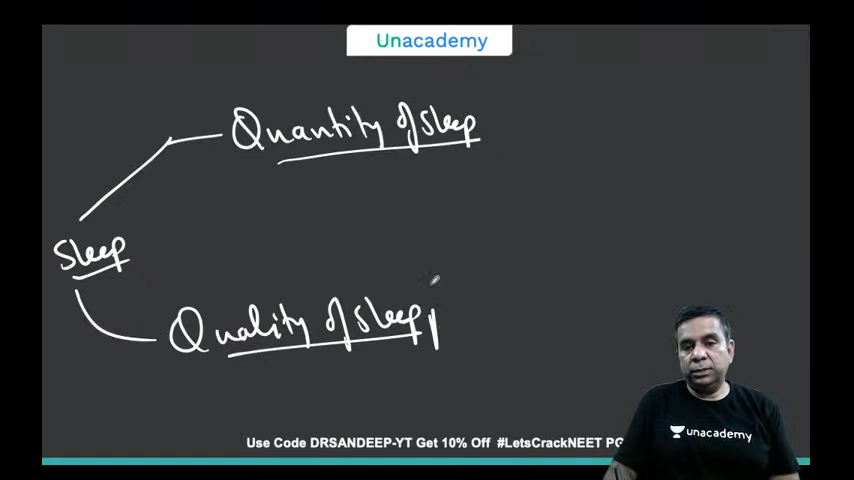 Unacademy
Quantity of sleep
Sleep
Quality of sleep
unacademy
Use Code DRSANDEEP-YT Get 10% Off #LetsCrackNEET PG